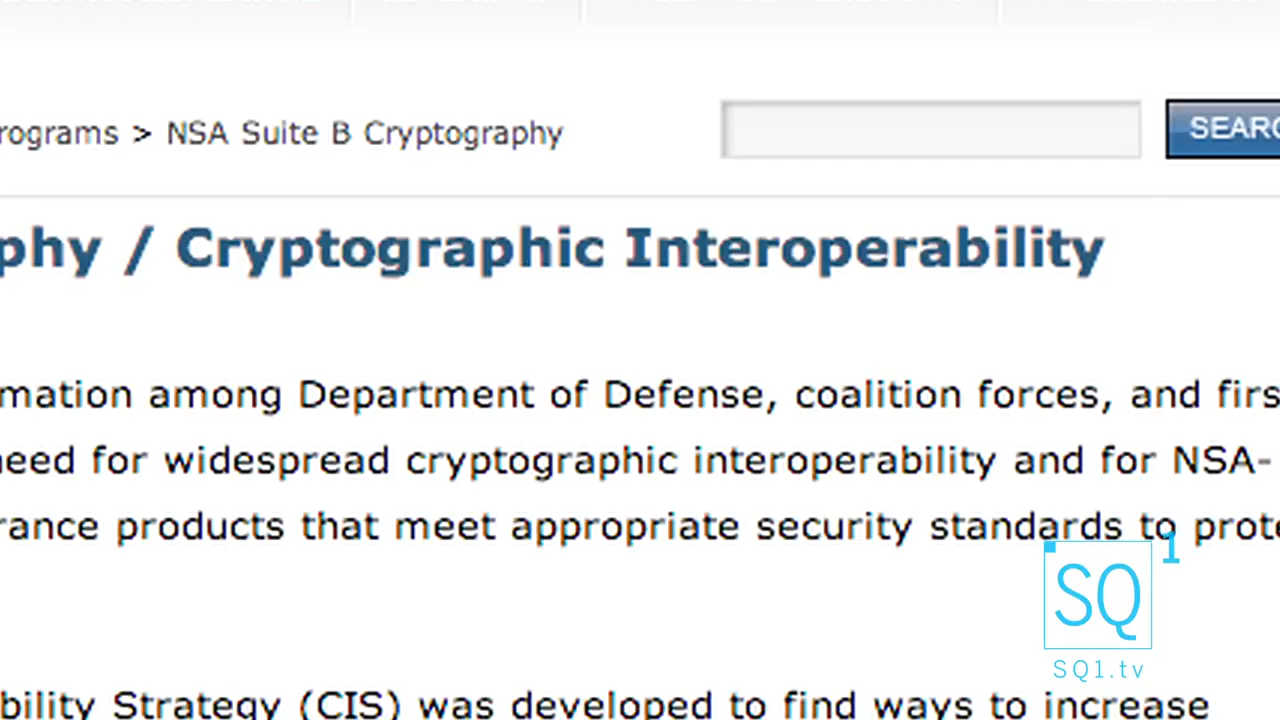 rograms > NSA Suite B Cryptography
SEARC
phy / Cryptographic Interoperability
mation among Department of Defense, coalition forces, and firs
need for widespread cryptographic interoperability and for NSA-
rance products that meet appropriate security standards to prote
SQ1
SQ1.tv
bility Strategy (CIS) was developed to find ways to increase